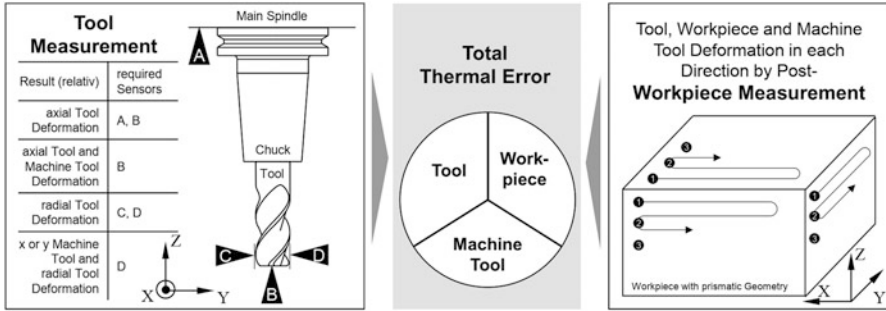 Tool
Measurement
Result (relativ) required
Sensors
axial Tool
Deformation A, B
axial Tool and
Machine Tool
Deformation B
radial Tool
Deformation C, D
x or y Machine
Tool and
radial Tool
Deformation D
Z
X Y
Main Spindle
A
Chuck
Tool
C D
B
Total
Thermal Error
Tool
Work-
piece
Machine
Tool
Tool, Workpiece and Machine
Tool Deformation in each
Direction by Post-
Workpiece Measurement
3
2
1
1
2
3
1
2
3
Workpiece with prismatic Geometry
Z
X Y